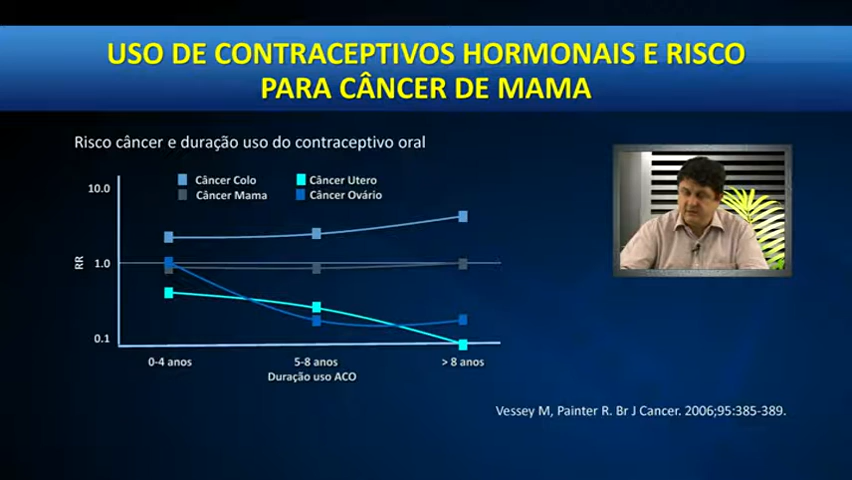 USO DE CONTRACEPTIVOS HORMONAIS E RISCO
PARA CÂNCER DE MAMA
Risco câncer e duração uso do contraceptivo oral
Câncer Colo
Câncer Utero
Câncer Mama
Câncer Ovário
10.0
RR
1.0
0.1
0-4 anos
5-8 anos
> 8 anos
Duração uso ACO
Vessey M, Painter R. Br J Cancer. 2006;95:385-389.